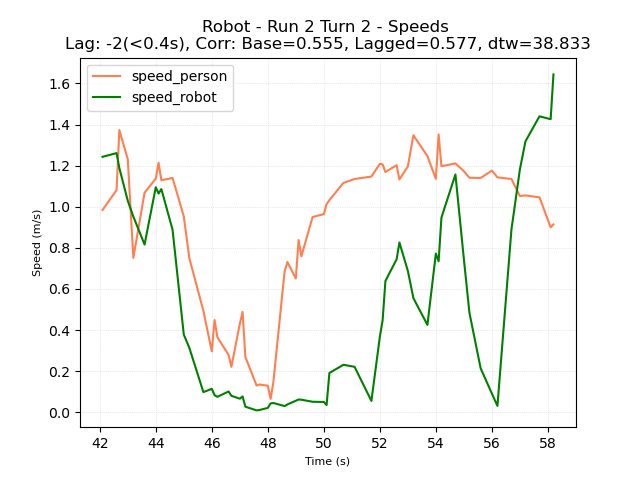 Robot - Run 2 Turn 2 - Speeds
Lag: -2(<0.4s), Corr: Base=0.555, Lagged=0.577, dtw=38.833
speed_person
speed_robot
Speed (m/s)
1.6
1.4
1.2
1.0
0.8
0.6
0.4
0.2
0.0
42 44 46 48 50 52 54 56 58
Time (s)